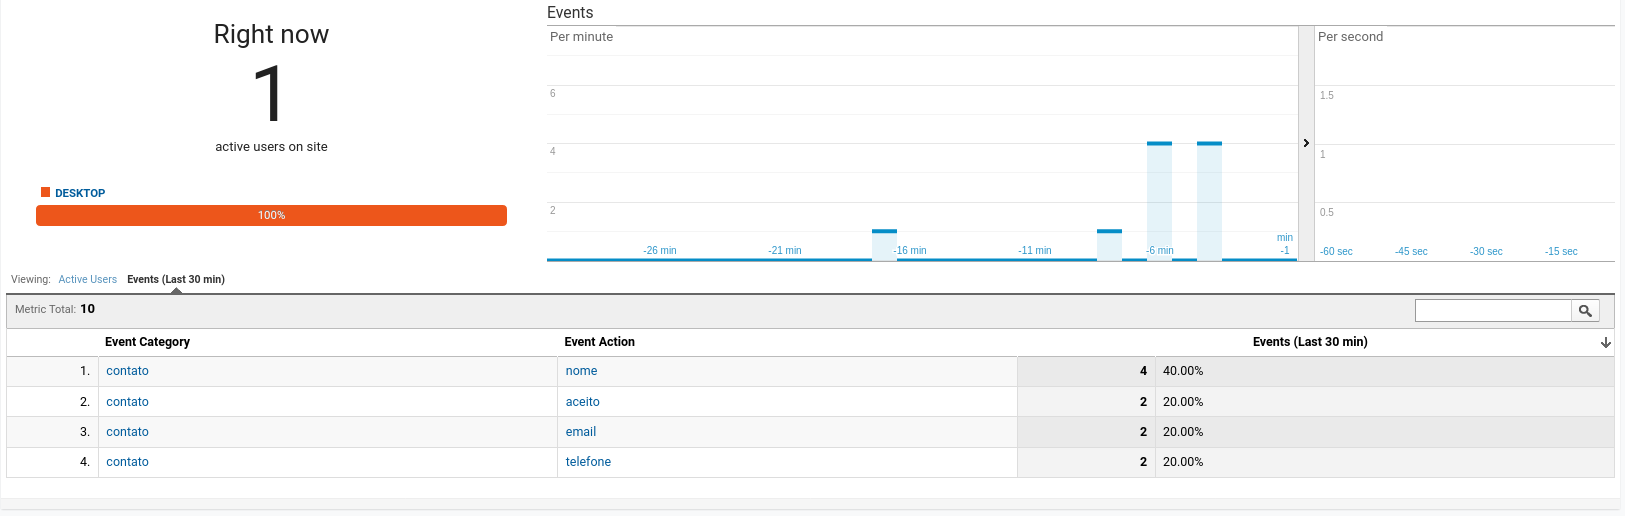 Right now
1
active users on site
DESKTOP
100%
Events
Per minute
6
4
2
-26 min
-21 min
-16 min
-11 min
-6 min
min
-1
Per second
1.5
1
0.5
-60 sec
-45 sec
-30 sec
-15 sec
Viewing: Active Users Events (Last 30 min)
Metric Total: 10
Event Category Event Action Events (Last 30 min)
1. contato nome 4 40.00%
2. contato aceito 2 20.00%
3. contato email 2 20.00%
4. contato telefone 2 20.00%